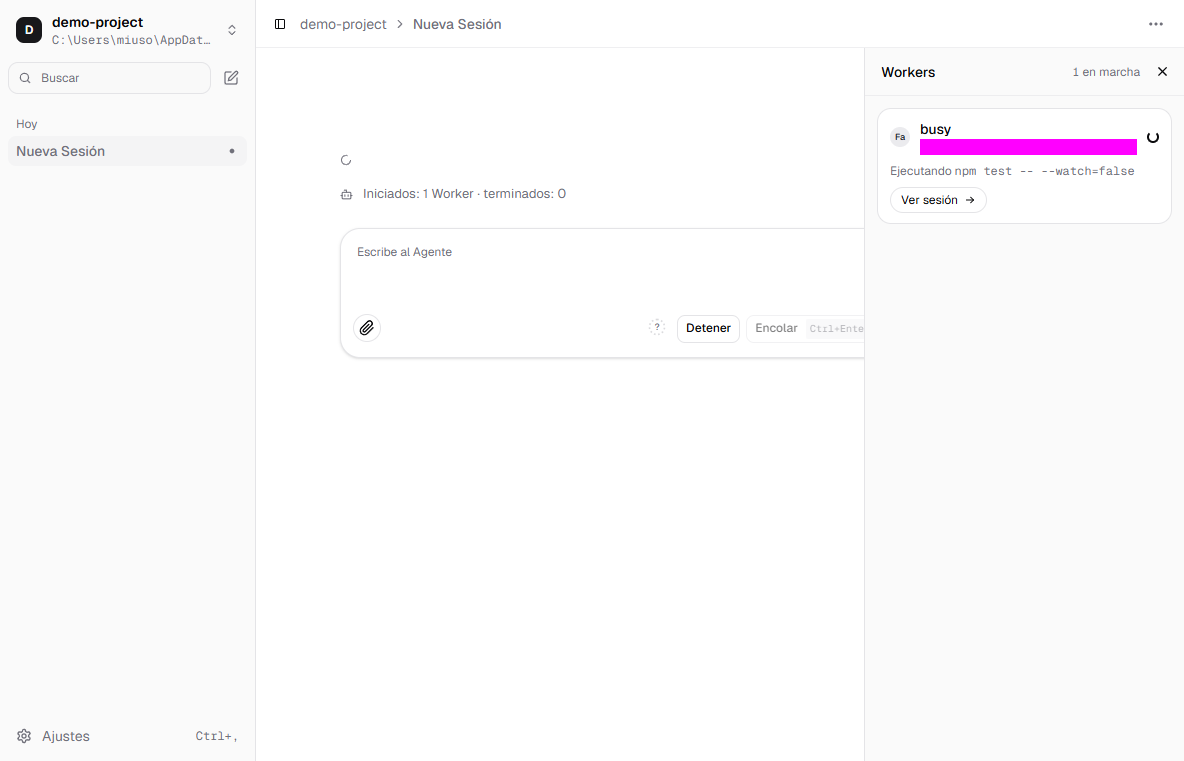 D
demo-project
C:\Users\miuso\AppDat…
Buscar
Hoy
Nueva Sesión
Ajustes
Ctrl+,
demo-project > Nueva Sesión
Iniciados: 1 Worker · terminados: 0
Escribe al Agente
?
Detener
Encolar
Ctrl+Ente
Workers
1 en marcha
Fa
busy
Ejecutando npm test -- --watch=false
Ver sesión →